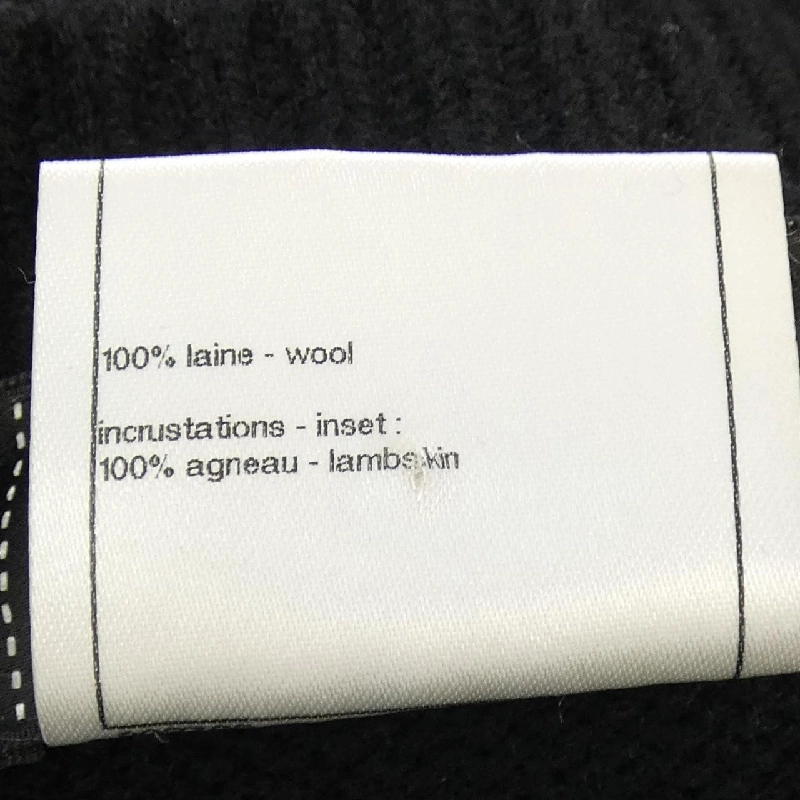 100% laine - wool
incrustations - inset :
100% agneau - lambskin